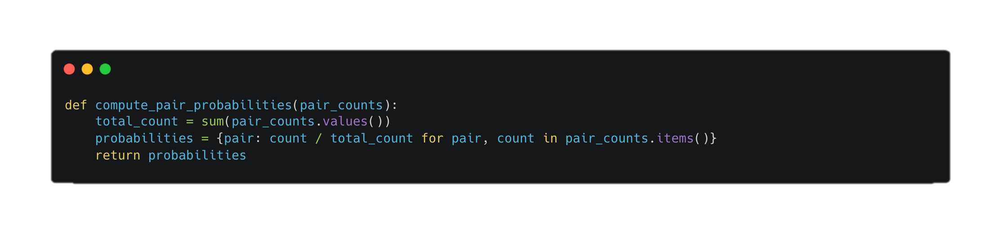 def compute_pair_probabilities(pair_counts):
    total_count = sum(pair_counts.values())
    probabilities = {pair: count / total_count for pair, count in pair_counts.items()}
    return probabilities